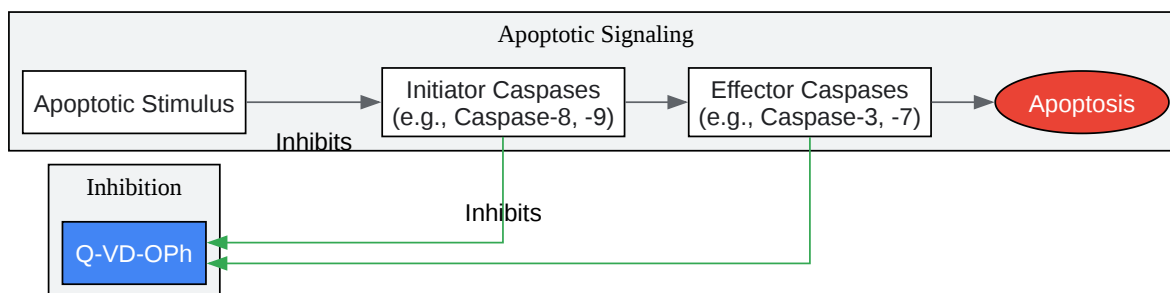 Apoptotic Signaling
Apoptotic Stimulus
Initiator Caspases
(e.g., Caspase-8, -9)
Effector Caspases
(e.g., Caspase-3, -7)
Apoptosis
Inhibits
Inhibition
Inhibits
Q-VD-OPh